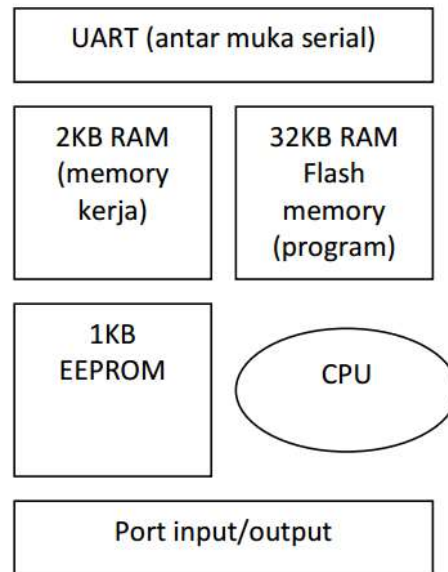 UART (antar muka serial)
2KB RAM
(memory
kerja)
32KB RAM
Flash
memory
(program)
1KB
EEPROM
CPU
Port input/output